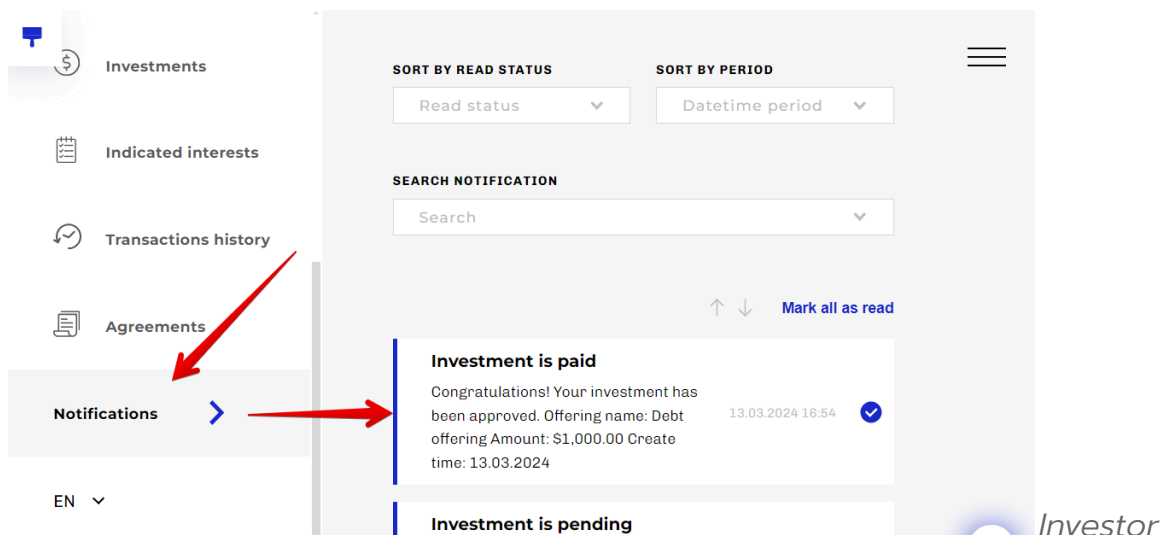 Investments
Indicated interests
Transactions history
Agreements
Notifications
EN
SORT BY READ STATUS
SORT BY PERIOD
Read status
Datetime period
SEARCH NOTIFICATION
Search
Mark all as read
Investment is paid
Congratulations! Your investment has
been approved. Offering name: Debt
offering Amount: $1,000.00 Create
time: 13.03.2024
13.03.2024 16:54
Investment is pending
Investor